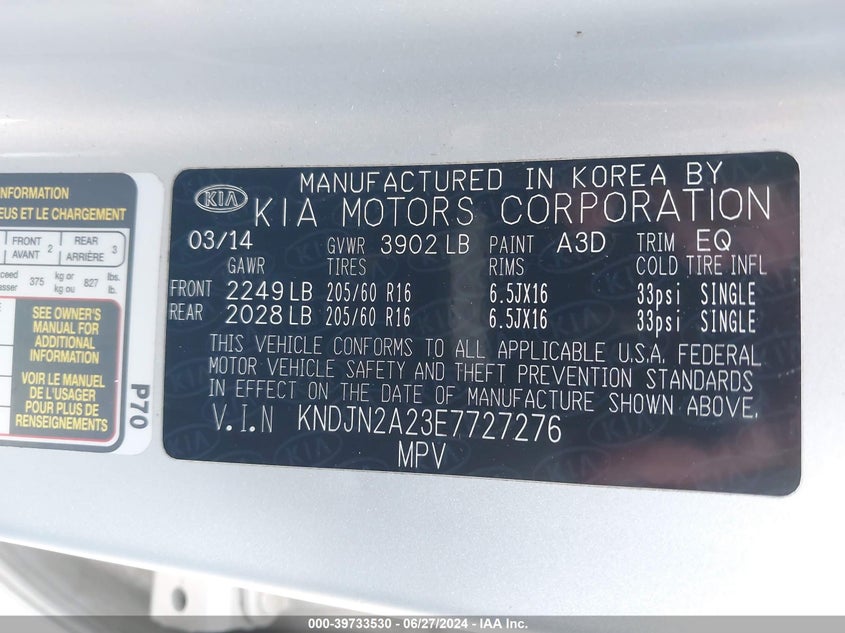 NFORMATION
EUS ET LE CHARGEMENT
FRONT 2 REAR 3
AVANT ARRIÈRE
375 kg or 827 lbs.
kg ou lb.
SEE OWNER'S
MANUAL FOR
ADDITIONAL
INFORMATION
VOIR LE MANUEL
DE L'USAGER
POUR PLUS DE
RENSEIGNEMENTS
P70
KIA
MANUFACTURED IN KOREA BY
KIA MOTORS CORPORATION
03/14 GVWR 3902 LB PAINT A3D TRIM EQ
GAWR TIRES RIMS COLD TIRE INFL
FRONT 2249 LB 205/60 R16 6.5JX16 33psi SINGLE
REAR 2028 LB 205/60 R16 6.5JX16 33psi SINGLE
THIS VEHICLE CONFORMS TO ALL APPLICABLE U.S.A. FEDERAL
MOTOR VEHICLE SAFETY AND THEFT PREVENTION STANDARDS
IN EFFECT ON THE DATE OF MANUFACTURE SHOWN ABOVE.
V.I.N KNDJN2A23E7727276
MPV
000-39733530 - 06/27/2024 - IAA Inc.